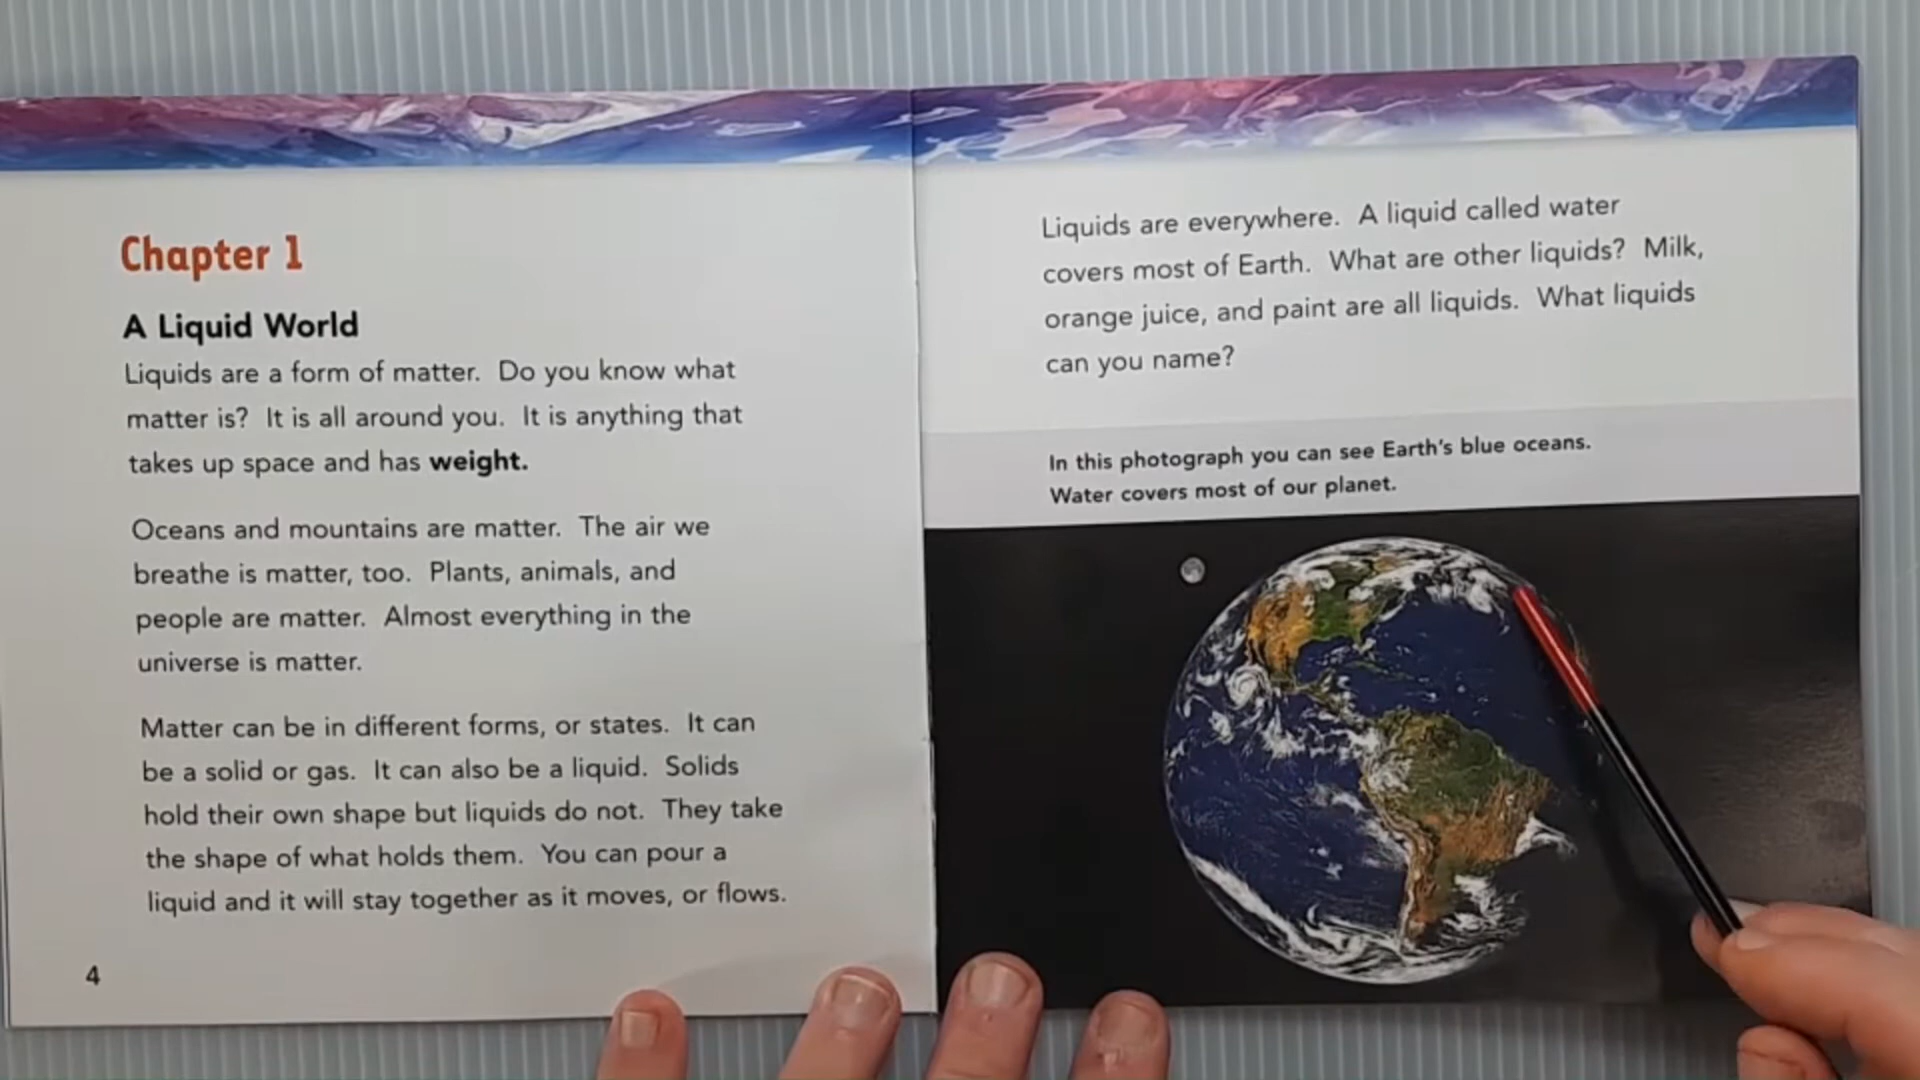 Chapter 1
A Liquid World
Liquids are a form of matter. Do you know what
matter is? It is all around you. It is anything that
takes up space and has weight.
Oceans and mountains are matter. The air we
breathe is matter, too. Plants, animals, and
people are matter. Almost everything in the
universe is matter.
Matter can be in different forms, or states. It can
be a solid or gas. It can also be a liquid. Solids
hold their own shape but liquids do not. They take
the shape of what holds them. You can pour a
liquid and it will stay together as it moves, or flows.
4
Liquids are everywhere. A liquid called water
covers most of Earth. What are other liquids? Milk,
orange juice, and paint are all liquids. What liquids
can you name?
In this photograph you can see Earth's blue oceans.
Water covers most of our planet.